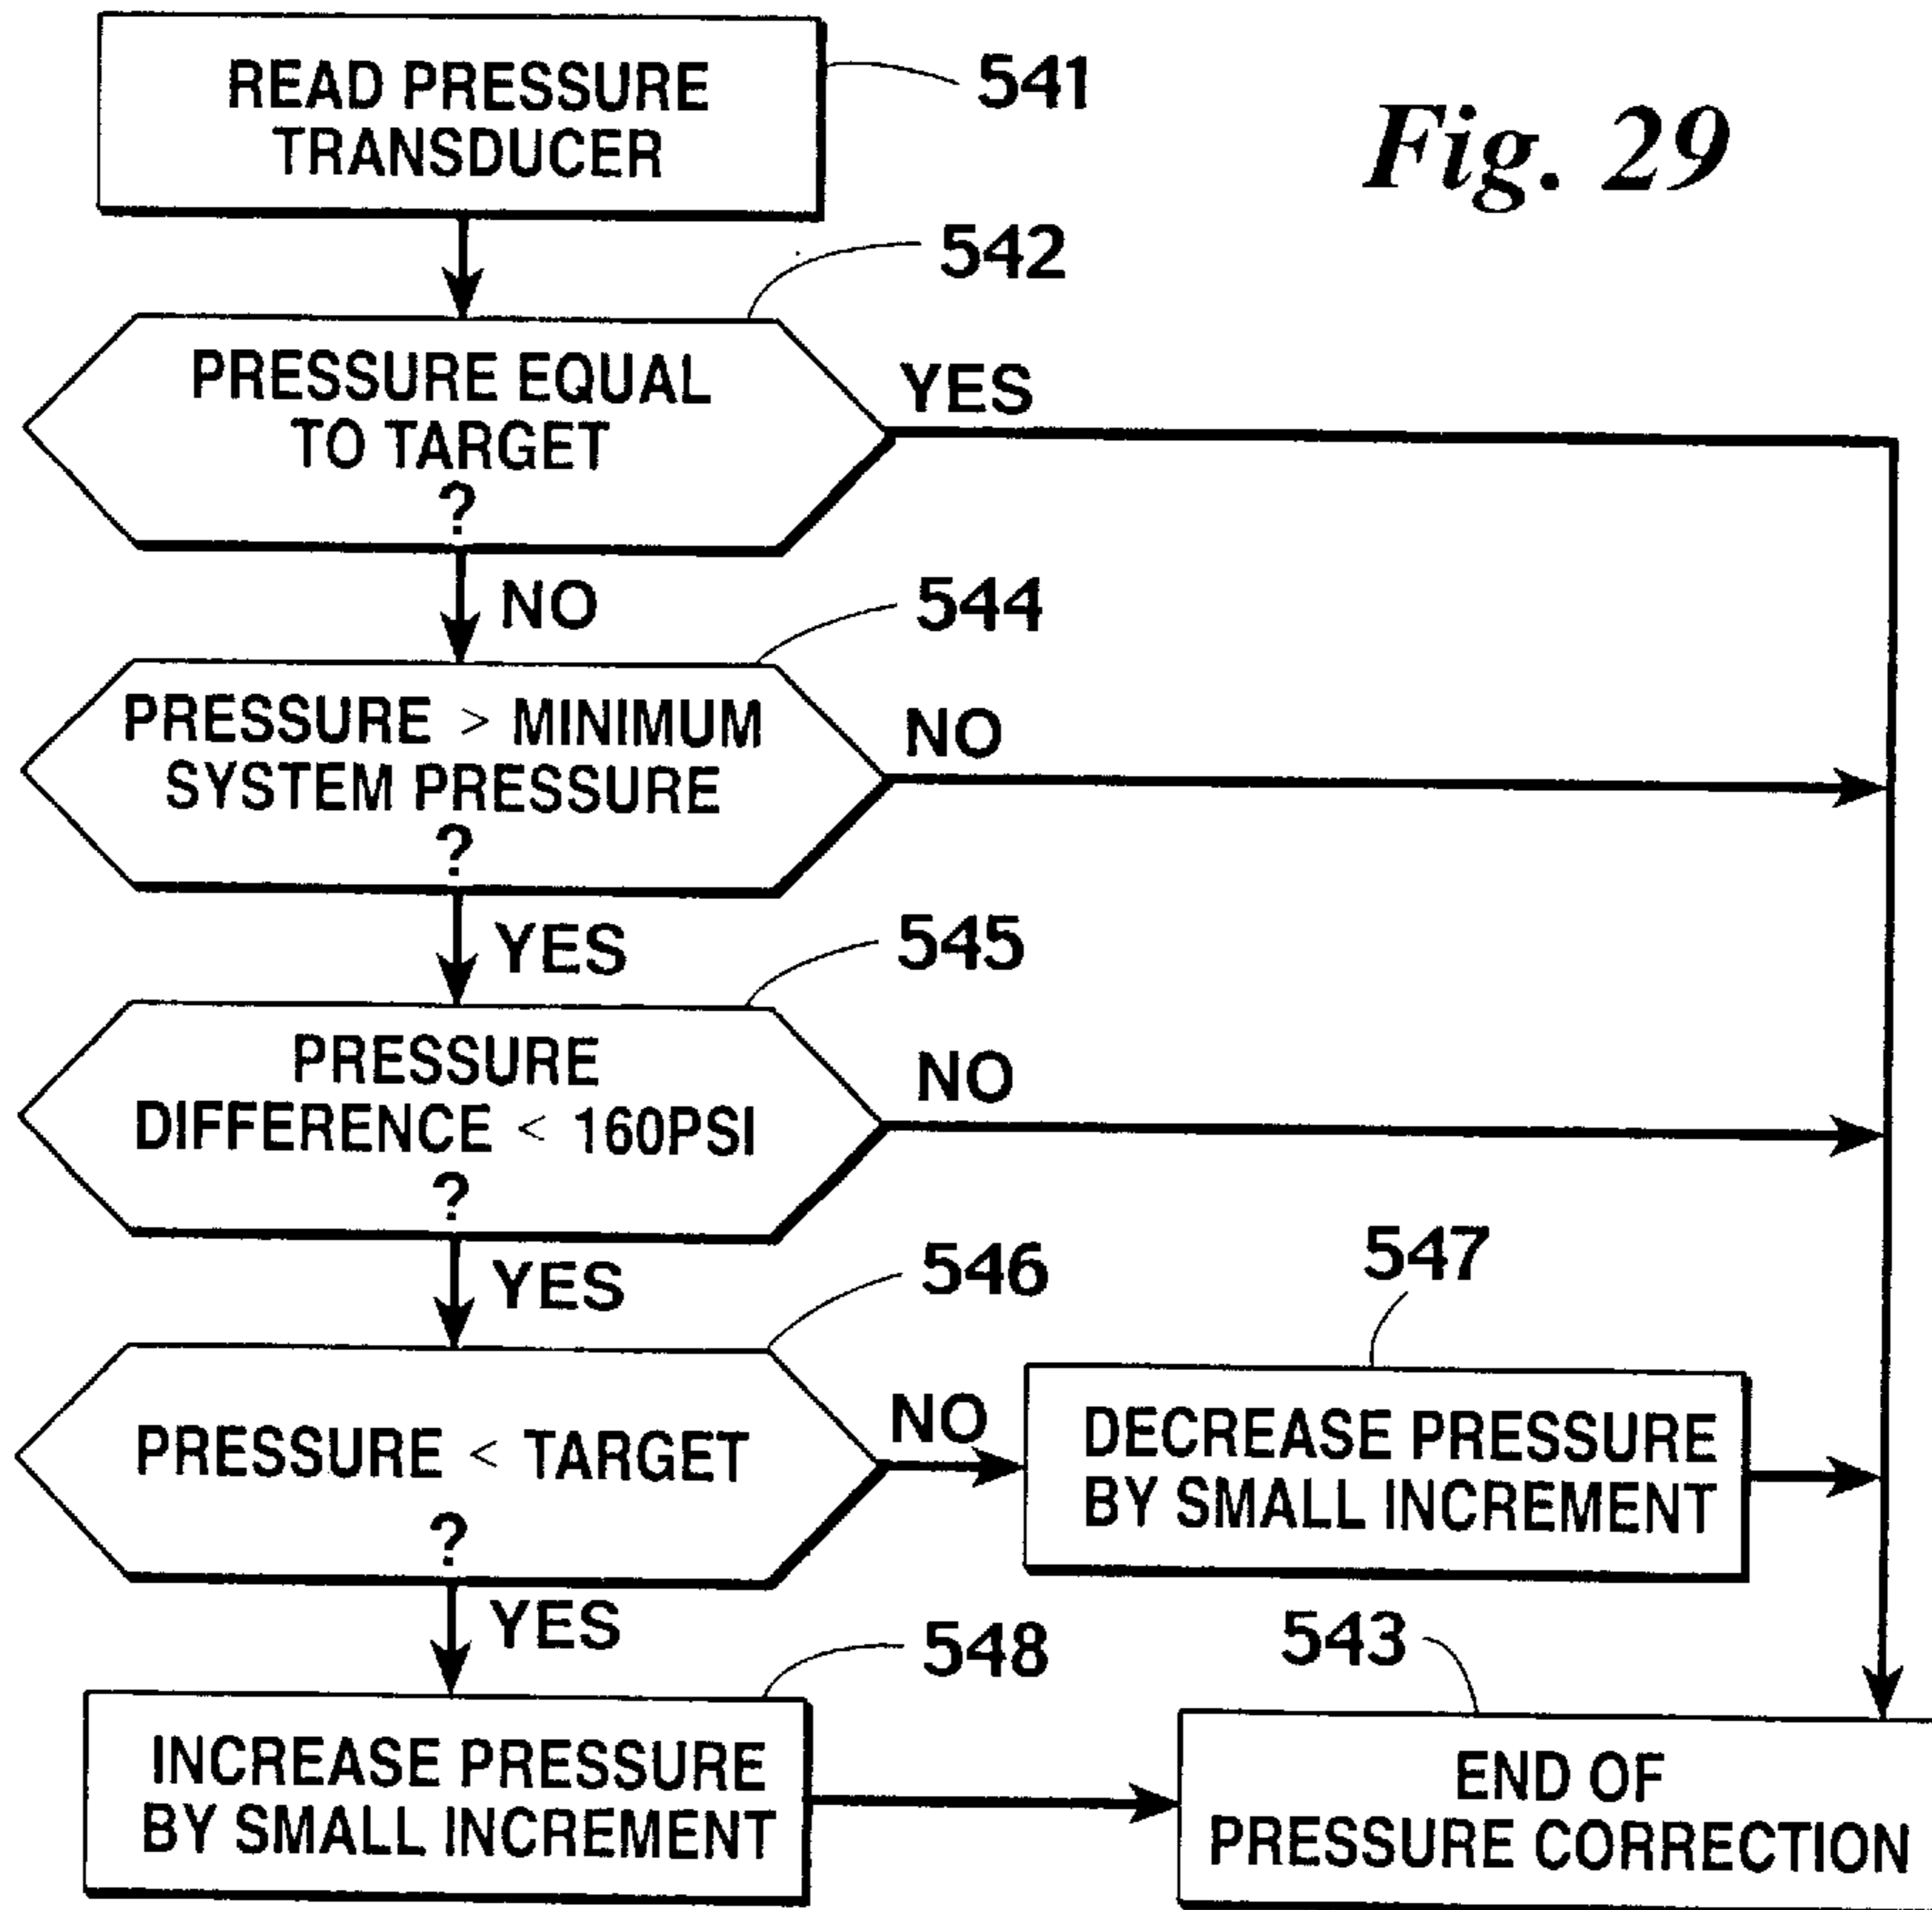 READ PRESSURE
TRANSDUCER
541
Fig. 29
542
PRESSURE EQUAL
TO TARGET
?
YES
NO
544
PRESSURE > MINIMUM
SYSTEM PRESSURE
?
NO
YES
545
PRESSURE
DIFFERENCE < 160PSI
?
NO
YES
546
547
PRESSURE < TARGET
?
NO
DECREASE PRESSURE
BY SMALL INCREMENT
YES
548
543
INCREASE PRESSURE
BY SMALL INCREMENT
END OF
PRESSURE CORRECTION